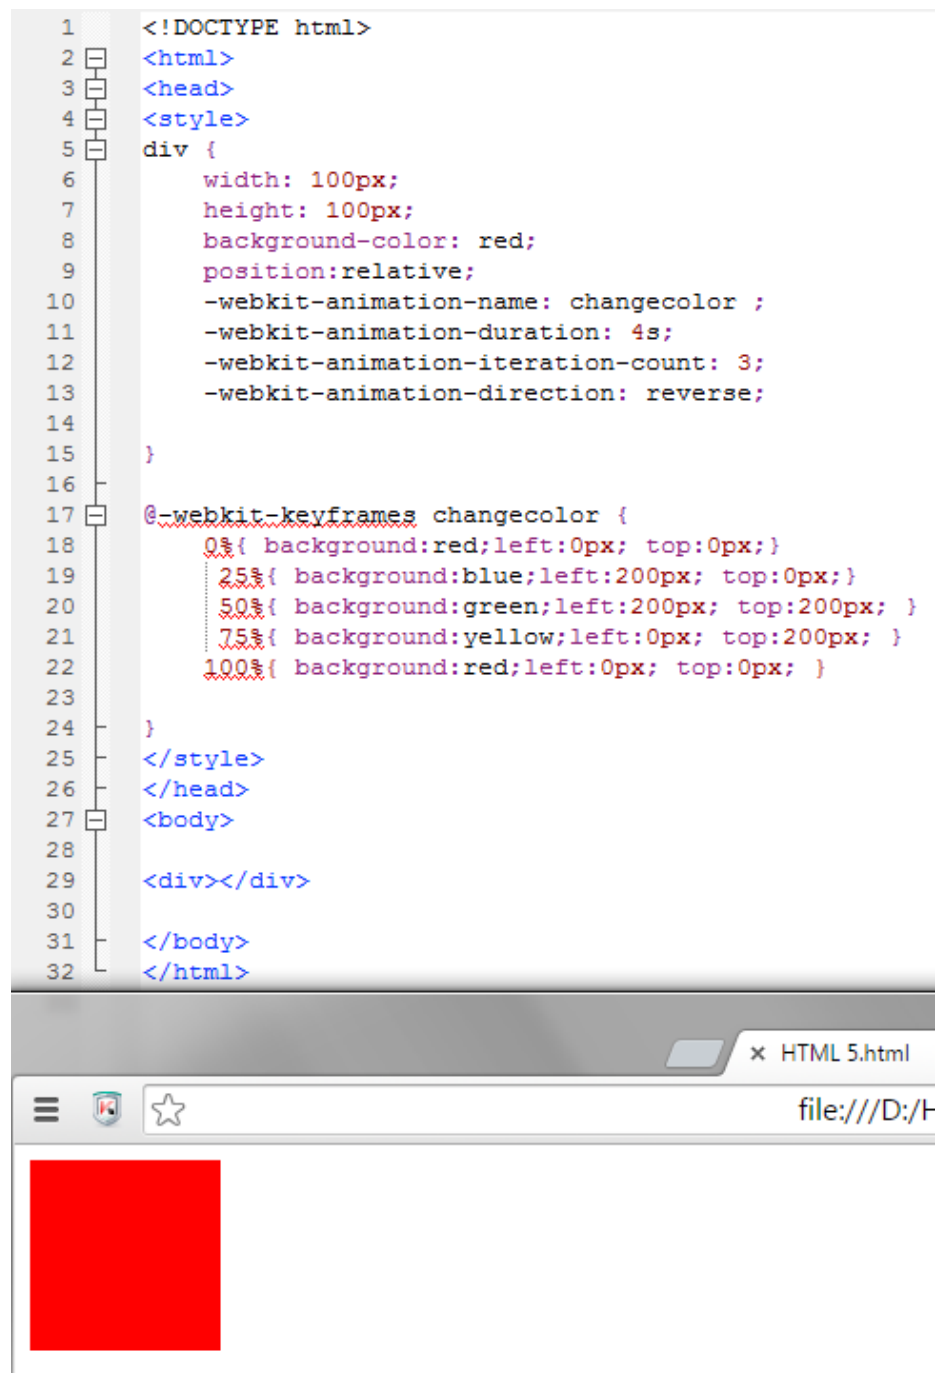 1 <!DOCTYPE html>
2 <html>
3 <head>
4 <style>
5 div {
6 width: 100px;
7 height: 100px;
8 background-color: red;
9 position:relative;
10 -webkit-animation-name: changecolor ;
11 -webkit-animation-duration: 4s;
12 -webkit-animation-iteration-count: 3;
13 -webkit-animation-direction: reverse;
14
15 }
16
17 @-webkit-keyframes changecolor {
18 0%{ background:red;left:0px; top:0px;}
19 25%{ background:blue;left:200px; top:0px;}
20 50%{ background:green;left:200px; top:200px; }
21 75%{ background:yellow;left:0px; top:200px; }
22 100%{ background:red;left:0px; top:0px; }
23
24 }
25 </style>
26 </head>
27 <body>
28
29 <div></div>
30
31 </body>
32 </html>
HTML 5.html
file:///D:/H